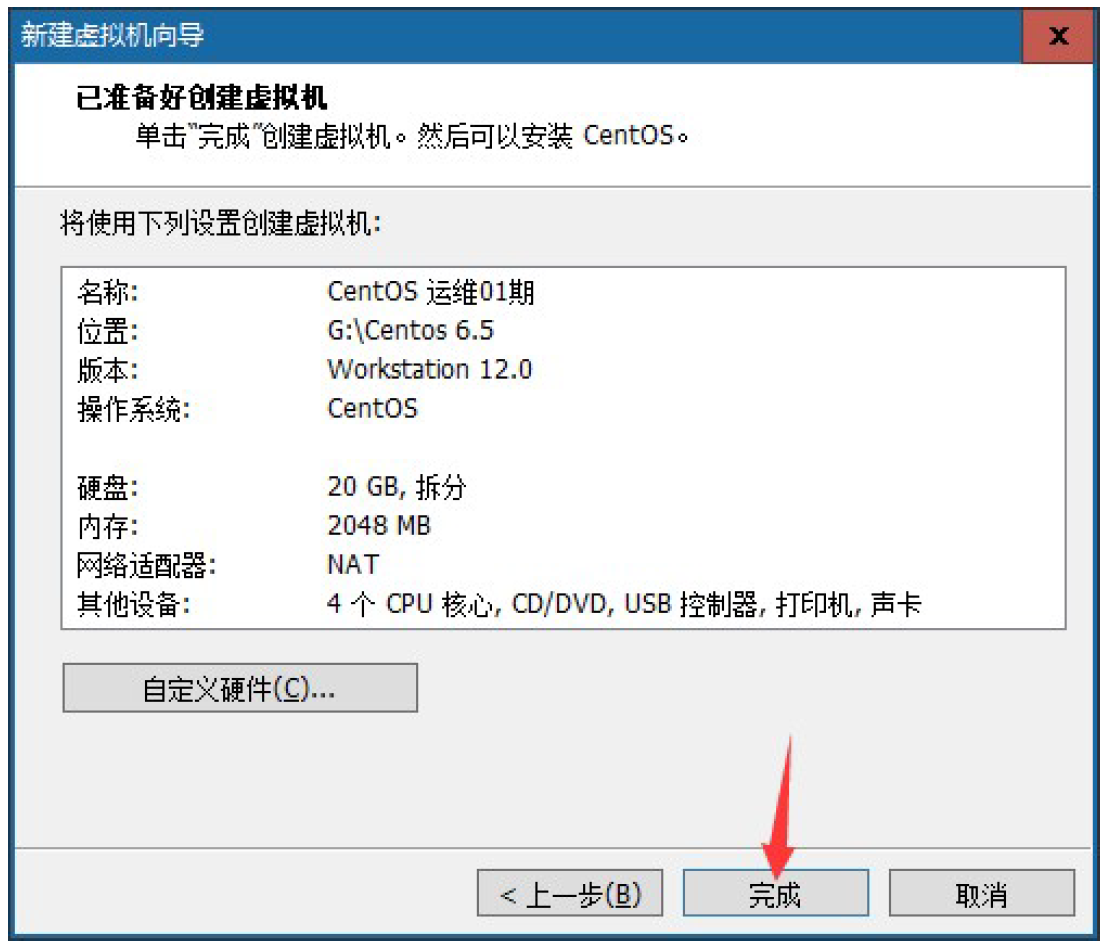 新建虚拟机向导
x
已准备好创建虚拟机
单击"完成"创建虚拟机。然后可以安装 CentOS。
将使用下列设置创建虚拟机:
名称: CentOS 运维01期
位置: G:\Centos 6.5
版本: Workstation 12.0
操作系统: CentOS
硬盘: 20 GB, 拆分
内存: 2048 MB
网络适配器: NAT
其他设备: 4 个 CPU 核心, CD/DVD, USB 控制器, 打印机, 声卡
自定义硬件(C)...
< 上一步(B) 完成 取消